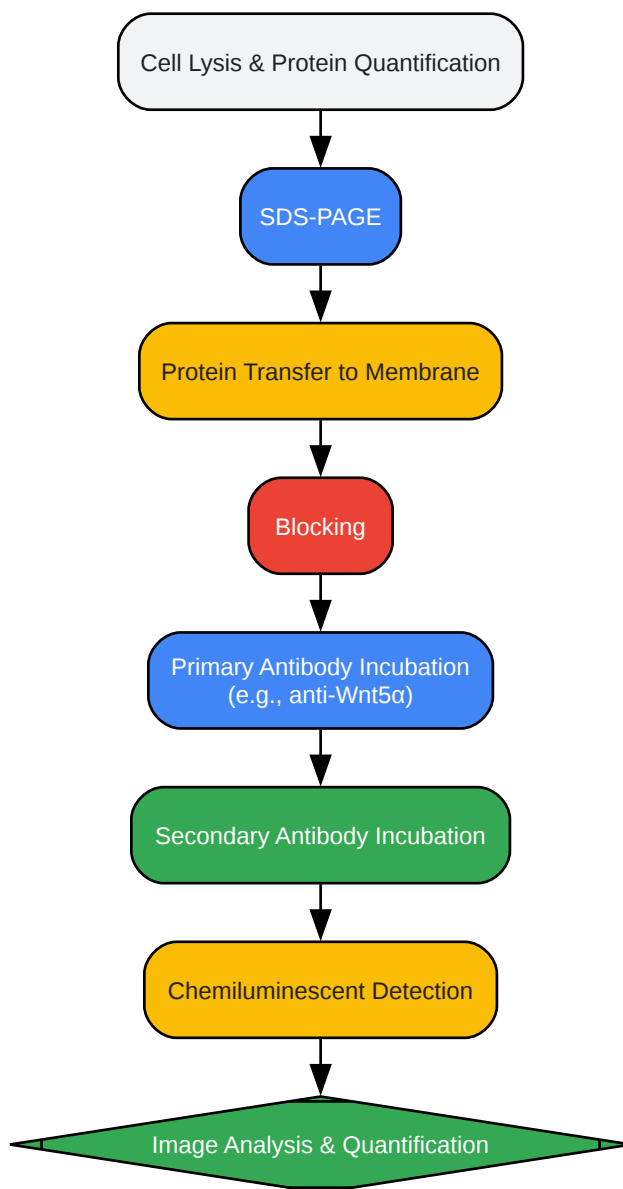 Cell Lysis & Protein Quantification
SDS-PAGE
Protein Transfer to Membrane
Blocking
Primary Antibody Incubation
(e.g., anti-Wnt5α)
Secondary Antibody Incubation
Chemiluminescent Detection
Image Analysis & Quantification